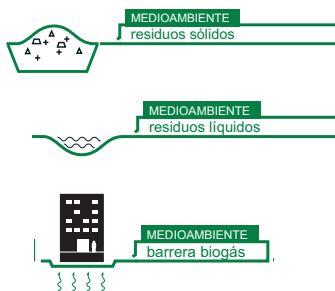 MEDIOAMBIENTE
residuos sólidos
MEDIOAMBIENTE
residuos líquidos
MEDIOAMBIENTE
barrera biogás